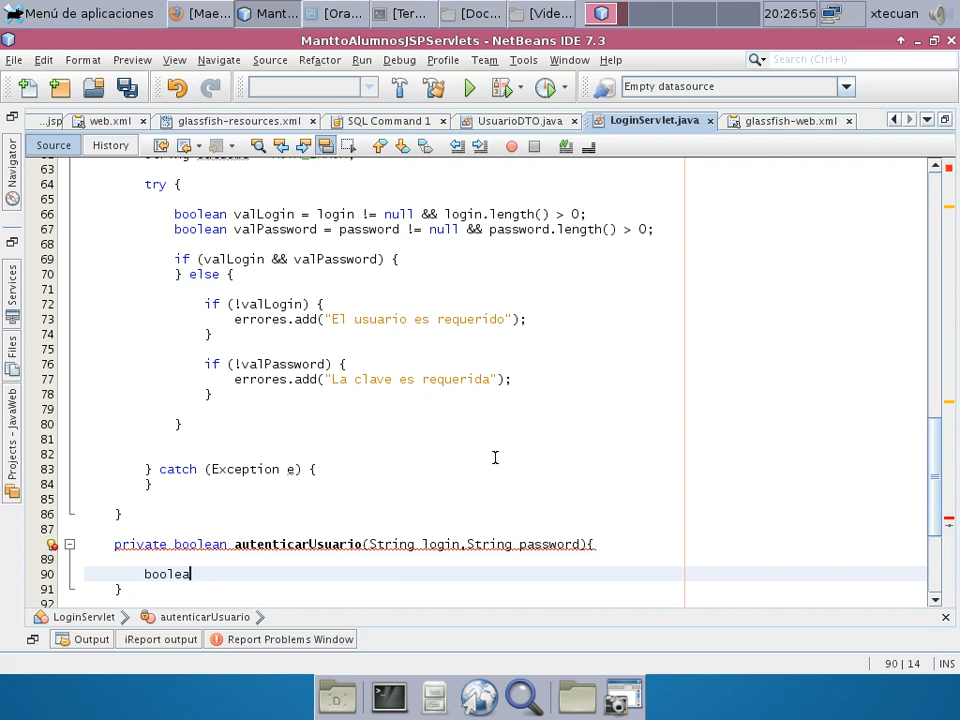 Menú de aplicaciones
[Mae...
Mant...
[Ora...
[Ter...
[Doc...
[Vide...
20:26:56
xtecuan
ManttoAlumnosJSPServlets - NetBeans IDE 7.3
File Edit Format Preview View Navigate Source Refactor Run Debug Profile Team Tools Window Help
Search (Ctrl+I)
Empty datasource
...jsp
web.xml
glassfish-resources.xml
SQL Command 1
UsuarioDTO.java
LoginServlet.java
glassfish-web.xml
Source History
Navigator
Services
Files
Projects - JavaWeb
63
64 try {
65
66 boolean valLogin = login != null && login.length() > 0;
67 boolean valPassword = password != null && password.length() > 0;
68
69 if (valLogin && valPassword) {
70 } else {
71
72 if (!valLogin) {
73 errores.add("El usuario es requerido");
74 }
75
76 if (!valPassword) {
77 errores.add("La clave es requerida");
78 }
79
80 }
81
82
83 } catch (Exception e) {
84 }
85
86 }
87
private boolean autenticarUsuario(String login,String password){
89
90 boolea
91 }
92
LoginServlet autenticarUsuario
Output iReport output Report Problems Window
90 | 14 INS